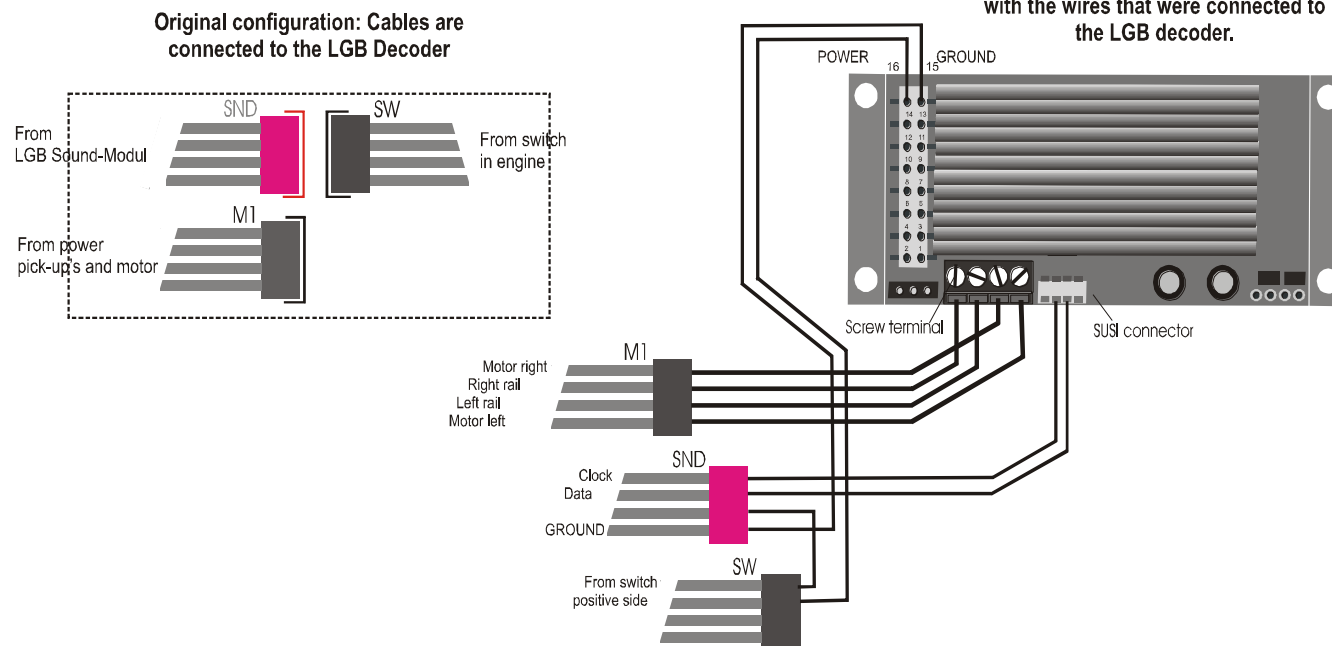 Original configuration: Cables are
connected to the LGB Decoder
SND
SW
From
LGB Sound-Modul
From switch
in engine
M1
From power
pick-up's and motor
with the wires that were connected to
the LGB decoder.
POWER
16
15
GROUND
14 13
12 11
10 9
8 7
6 5
4 3
2 1
Screw terminal
SUSI connector
M1
Motor right
Right rail
Left rail
Motor left
SND
Clock
Data
GROUND
SW
From switch
positive side